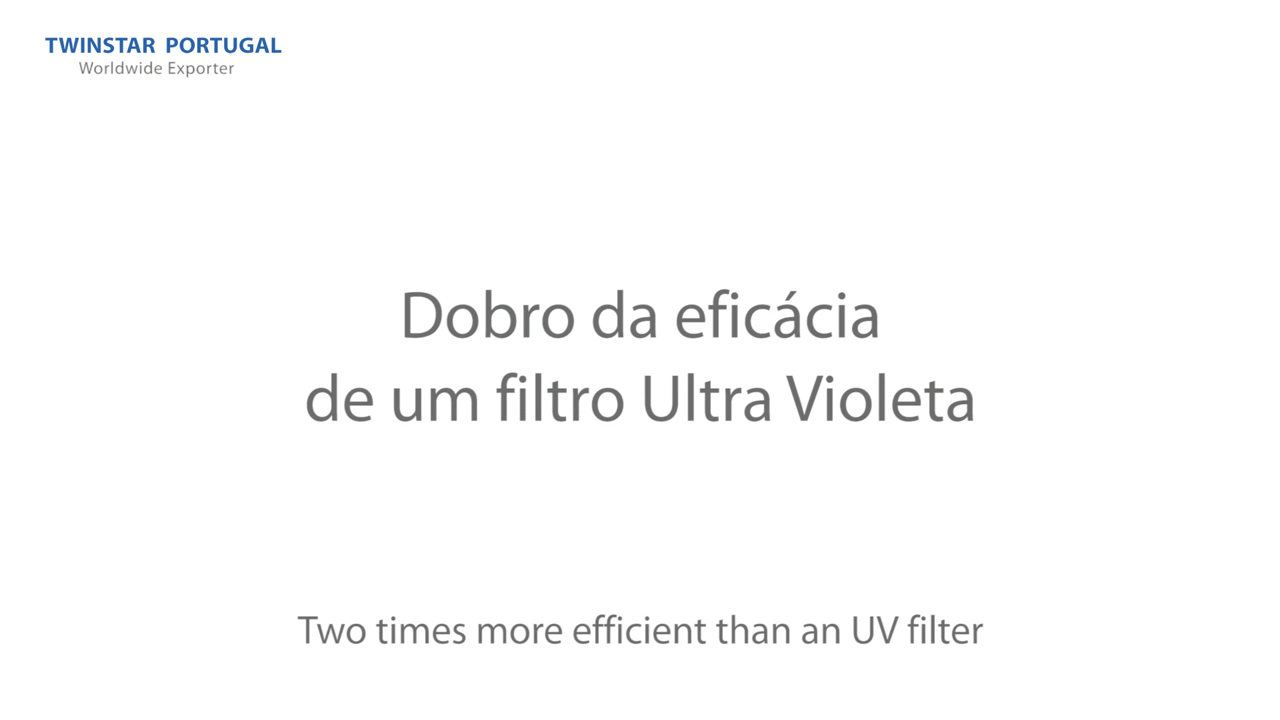 TWINSTAR PORTUGAL
Worldwide Exporter
Dobro da eficácia
de um filtro Ultra Violeta
Two times more efficient than an UV filter